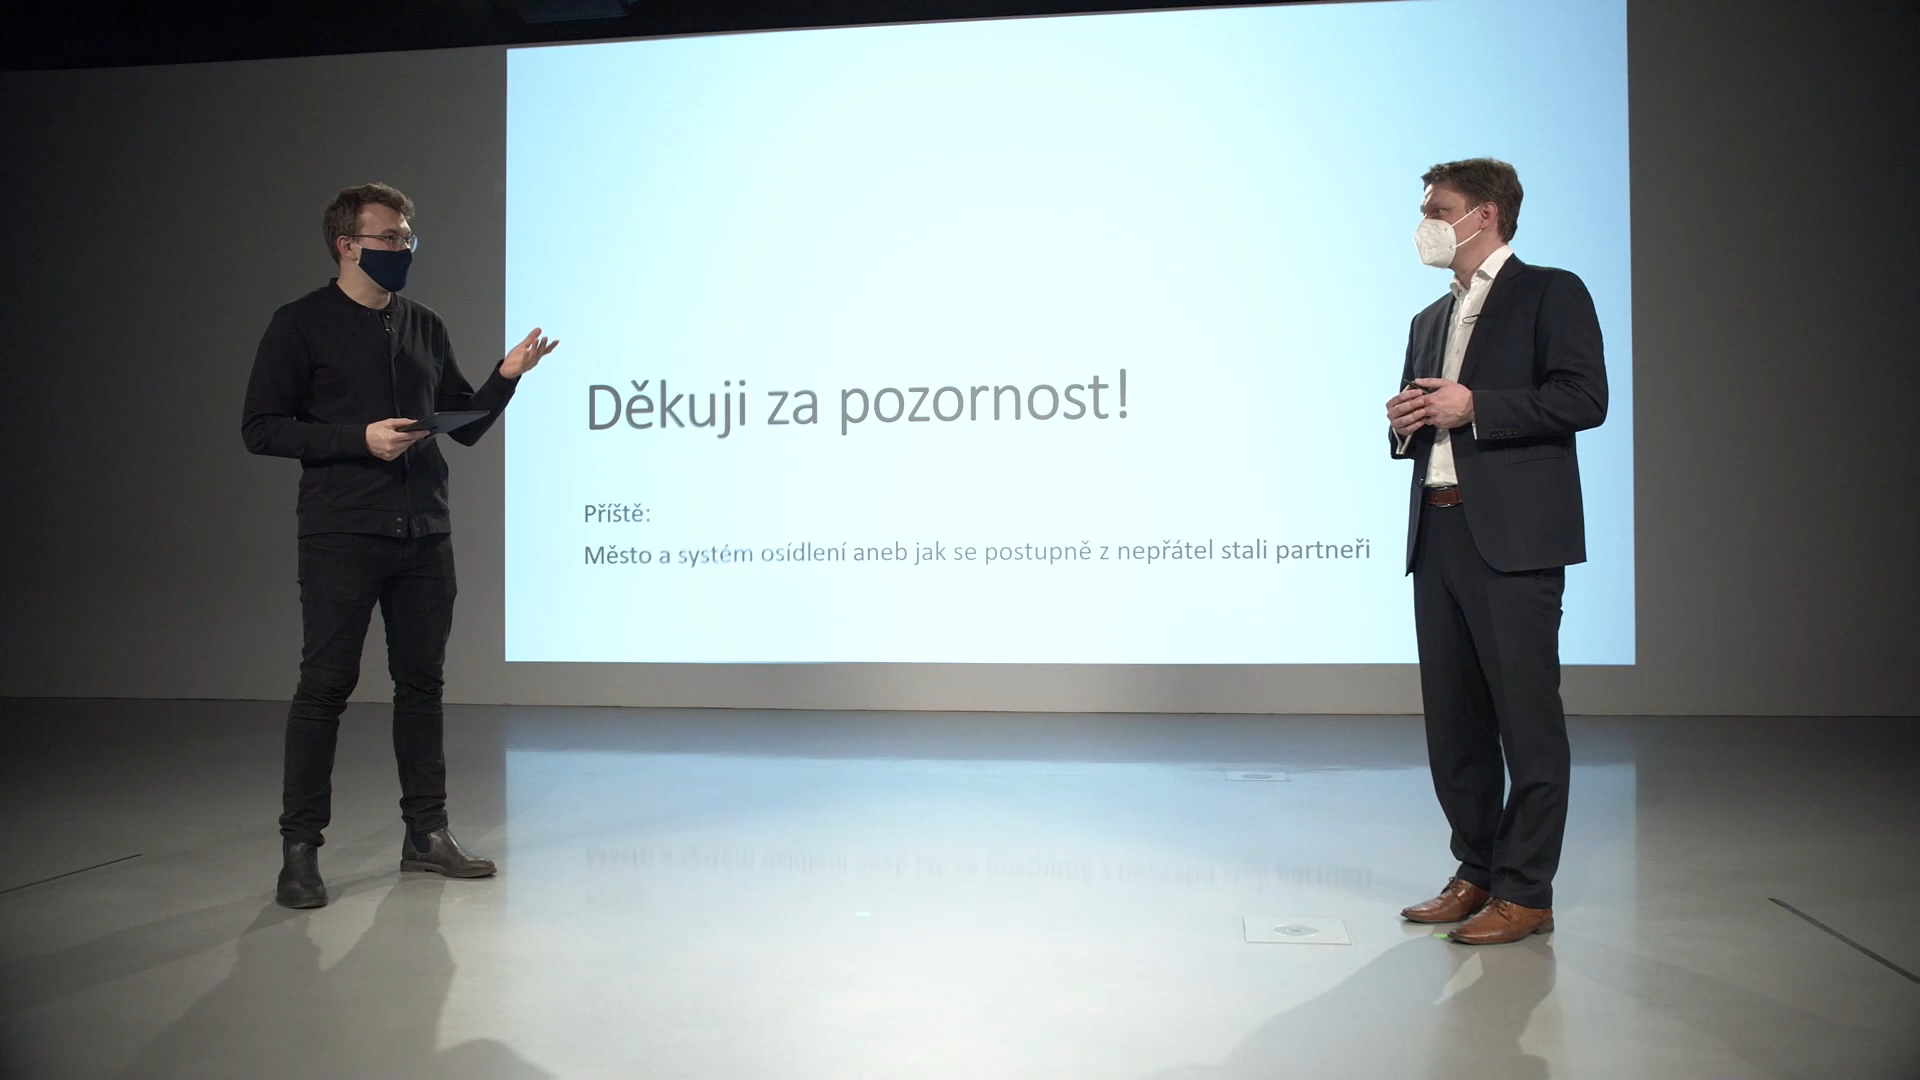 Děkuji za pozornost!
Příště:
Město a systém osídlení aneb jak se postupně z nepřátel stali partneři